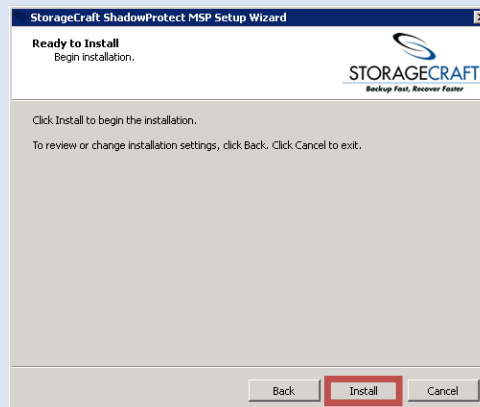 StorageCraft ShadowProtect MSP Setup Wizard
Ready to Install
Begin installation.
STORAGECRAFT
Backup Fast, Recover Faster
Click Install to begin the installation.
To review or change installation settings, click Back. Click Cancel to exit.
Back Install Cancel